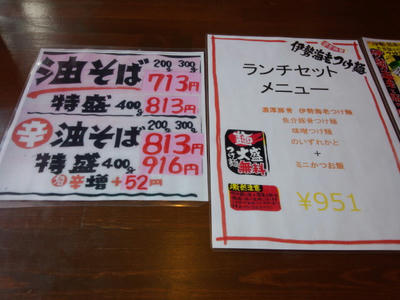 200g 300g
油そば 713円
特盛 400g 813円
200g 300g
辛 油そば 813円
特盛 400g 916円
辛増 +52円
伊勢海老つけ麺
ランチセット
メニュー
濃厚豚骨 伊勢海老つけ麺
魚介豚骨つけ麺
味噌つけ麺
のいずれかと
+
ミニかつお飯
¥951
麺
大盛
無料